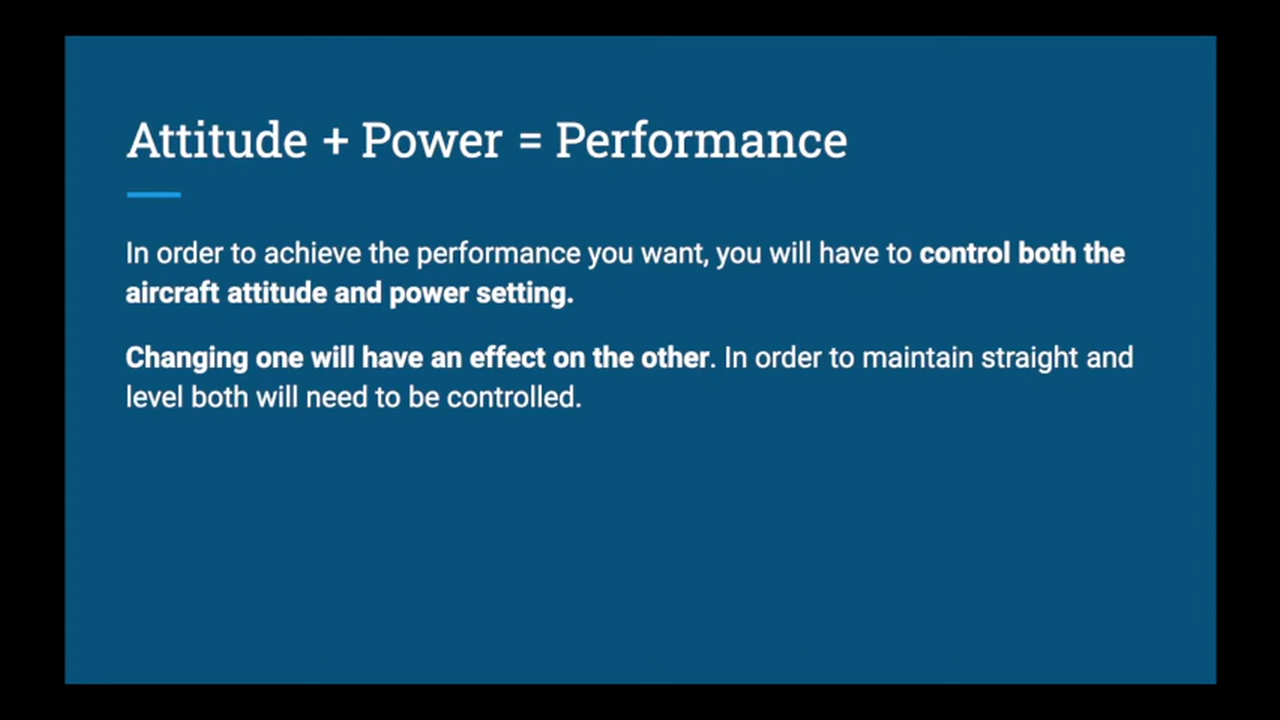 Attitude + Power = Performance
In order to achieve the performance you want, you will have to control both the
aircraft attitude and power setting.
Changing one will have an effect on the other. In order to maintain straight and
level both will need to be controlled.